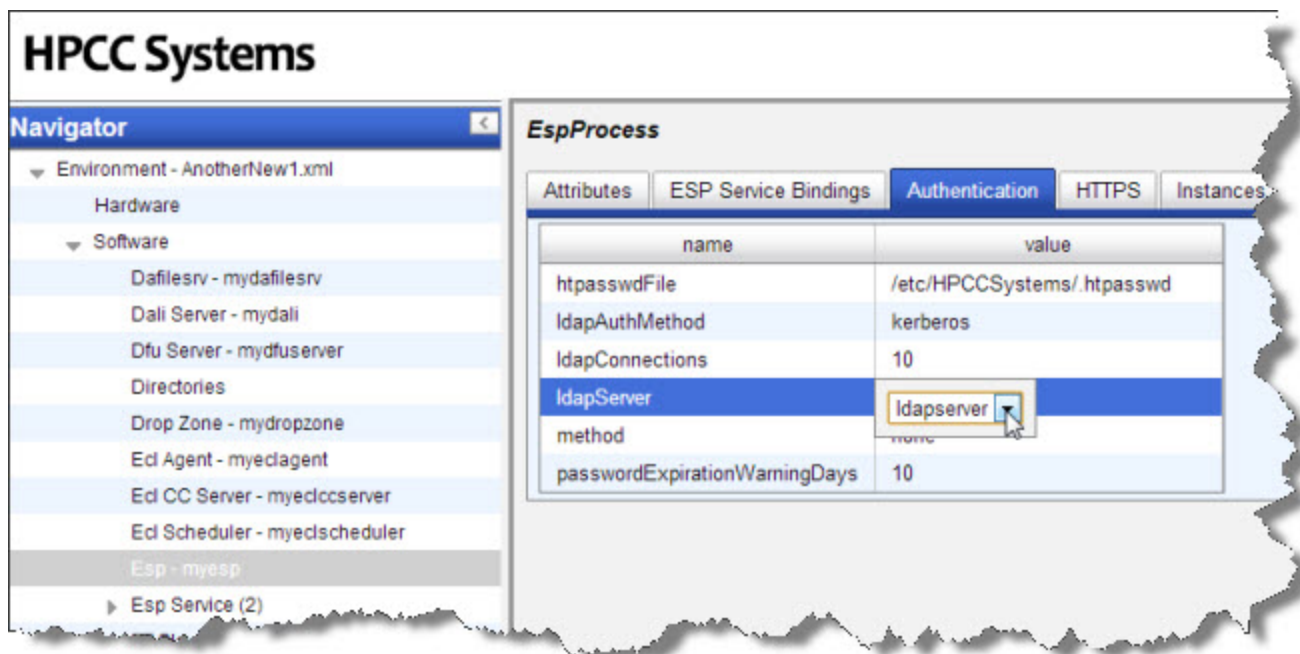 HPCC Systems
Navigator
Environment - AnotherNew1.xml
Hardware
Software
Dafilesrv - mydafilesrv
Dali Server - mydali
Dfu Server - mydfuserver
Directories
Drop Zone - mydropzone
Ecl Agent - myeclagent
Ecl CC Server - myeclccserver
Ecl Scheduler - myeclscheduler
Esp - myesp
Esp Service (2)
EspProcess
Attributes ESP Service Bindings Authentication HTTPS Instances
name value
htpasswdFile /etc/HPCCSystems/.htpasswd
ldapAuthMethod kerberos
ldapConnections 10
ldapServer ldapserver
method none
passwordExpirationWarningDays 10